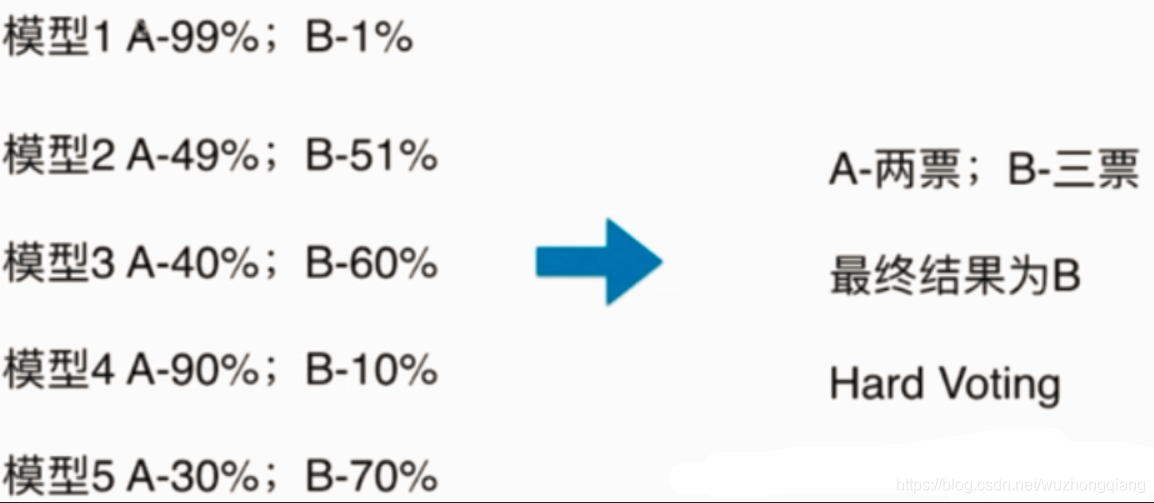 模型1 A-99%；B-1%
模型2 A-49%；B-51%
模型3 A-40%；B-60%
模型4 A-90%；B-10%
模型5 A-30%；B-70%
A-两票；B-三票
最终结果为B
Hard Voting
https://blog.csdn.net/wuzhongqiang